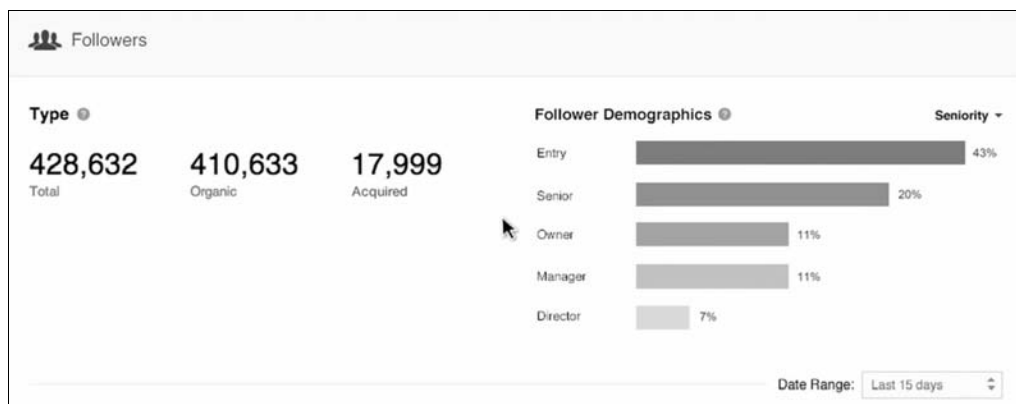 Followers
Type
428,632 410,633 17,999
Total Organic Acquired
Follower Demographics Seniority
Entry 43%
Senior 20%
Owner 11%
Manager 11%
Director 7%
Date Range: Last 15 days